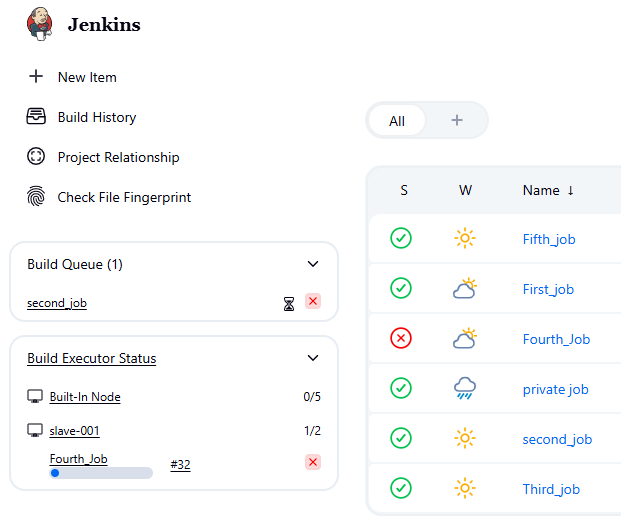 Jenkins
New Item
Build History
Project Relationship
Check File Fingerprint
All +
Build Queue (1)
second_job
Build Executor Status
Built-In Node 0/5
slave-001 1/2
Fourth_Job #32
S W Name ↓
Fifth_job
First_job
Fourth_Job
private job
second_job
Third_job